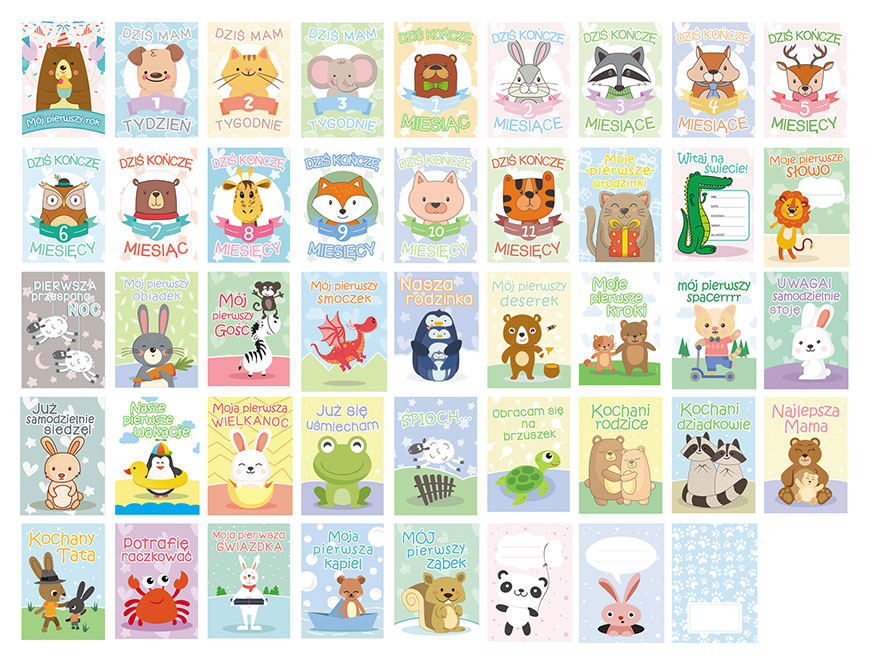 Mój pierwszy rok
DZIŚ MAM
1
TYDZIEŃ
DZIŚ MAM
2
TYGODNIE
DZIŚ MAM
3
TYGODNIE
DZIŚ KOŃCZĘ
1
MIESIĄC
DZIŚ KOŃCZĘ
2
MIESIĄCE
DZIŚ KOŃCZĘ
3
MIESIĄCE
DZIŚ KOŃCZĘ
4
MIESIĄCE
DZIŚ KOŃCZĘ
5
MIESIĘCY
DZIŚ KOŃCZĘ
6
MIESIĘCY
DZIŚ KOŃCZĘ
7
MIESIĄC
DZIŚ KOŃCZĘ
8
MIESIĘCY
DZIŚ KOŃCZĘ
9
MIESIĘCY
DZIŚ KOŃCZĘ
10
MIESIĘCY
DZIŚ KOŃCZĘ
11
MIESIĘCY
Moje
-pierwsze-
urodzinki
Witaj na
świecie!
Moje pierwsze
słowo
PIERWSZA
przespana
NOC
Mój pierwszy
obiadek
Mój
pierwszy
Gość
Mój pierwszy
smoczek
Nasza
rodzinka
Mój pierwszy
deserek
Moje
pierwsze
kroki
mój pierwszy
spacerrrr
UWAGA!
samodzielnie
stoję
Już
samodzielnie
siedzę!
Nasze
pierwsze
wakacje
Moja pierwsza
WIELKANOC
Już się
uśmiecham
ŚPIOCH...
Obracam się
na
brzuszek
Kochani
rodzice
Kochani
dziadkowie
Najlepsza
Mama
Kochany
Tata
potrafię
raczkować
Moja pierwsza
GWIAZDKA
Moja
pierwsza
kąpiel
MÓJ
pierwszy
ząbek